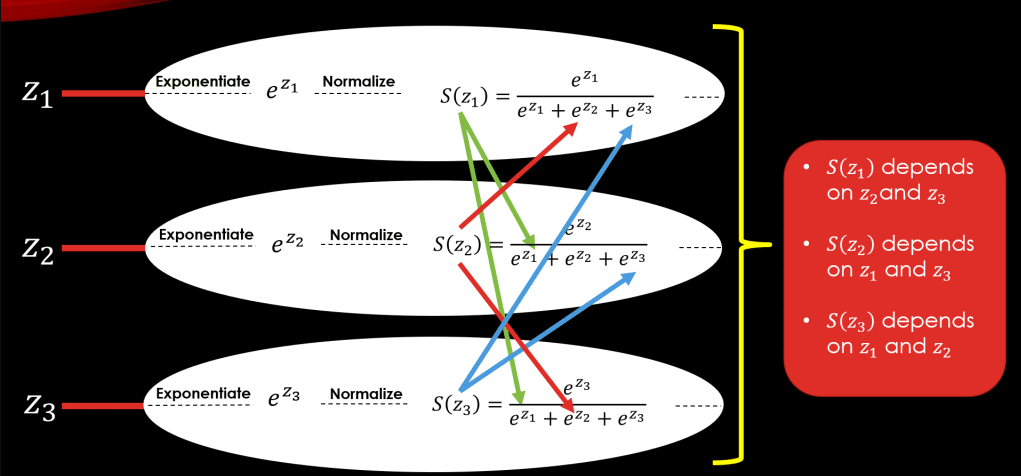 z₁ Exponentiate e^{z₁} Normalize S(z₁) = e^{z₁} / (e^{z₁} + e^{z₂} + e^{z₃})
z₂ Exponentiate e^{z₂} Normalize S(z₂) = e^{z₂} / (e^{z₁} + e^{z₂} + e^{z₃})
z₃ Exponentiate e^{z₃} Normalize S(z₃) = e^{z₃} / (e^{z₁} + e^{z₂} + e^{z₃})
• S(z₁) depends
on z₂and z₃
• S(z₂) depends
on z₁ and z₃
• S(z₃) depends
on z₁ and z₂